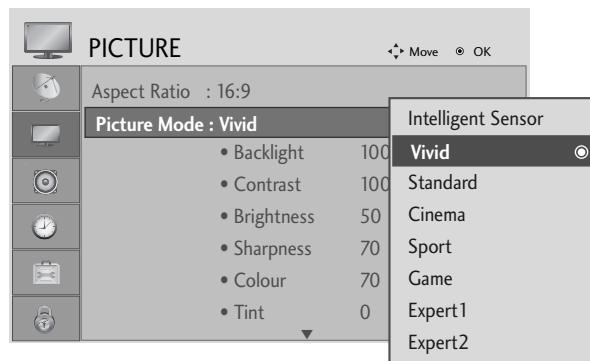 PICTURE
Move OK
Aspect Ratio : 16:9
Picture Mode : Vivid
• Backlight 100
• Contrast 100
• Brightness 50
• Sharpness 70
• Colour 70
• Tint 0
Intelligent Sensor
Vivid
Standard
Cinema
Sport
Game
Expert1
Expert2